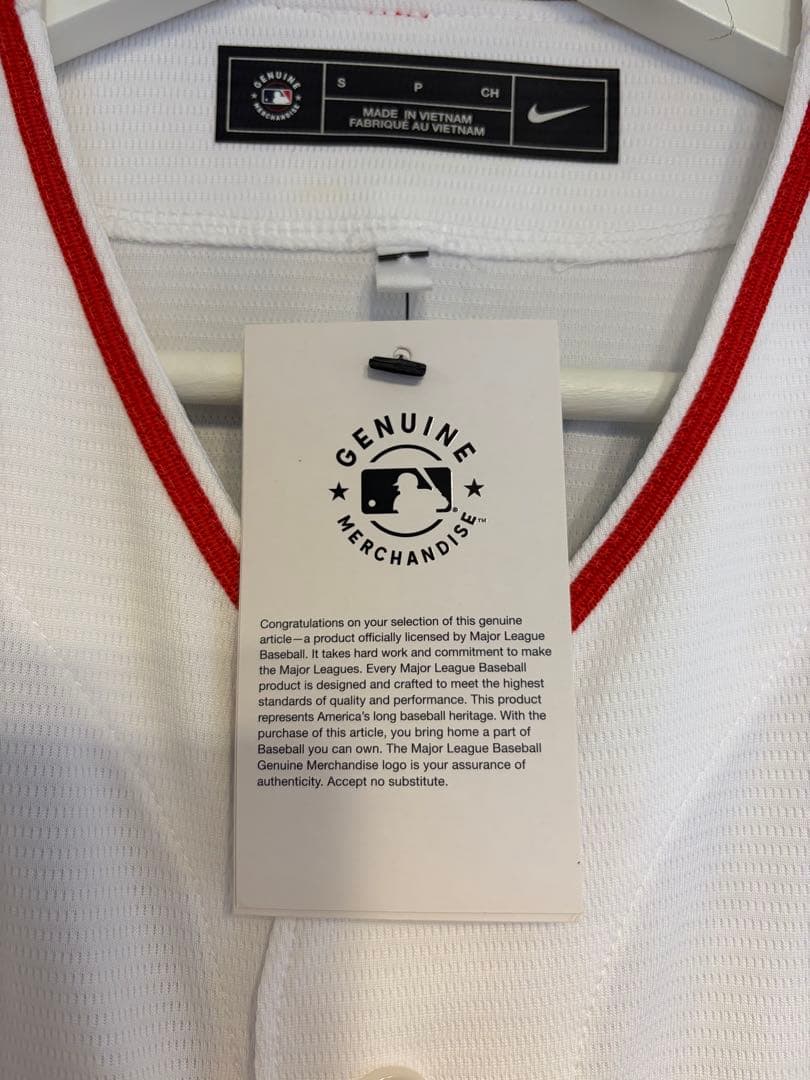 GENUINE
MERCHANDISE
S P CH
MADE IN VIETNAM
FABRIQUÉ AU VIETNAM
GENUINE
MERCHANDISE™
®
Congratulations on your selection of this genuine
article—a product officially licensed by Major League
Baseball. It takes hard work and commitment to make
the Major Leagues. Every Major League Baseball
product is designed and crafted to meet the highest
standards of quality and performance. This product
represents America's long baseball heritage. With the
purchase of this article, you bring home a part of
Baseball you can own. The Major League Baseball
Genuine Merchandise logo is your assurance of
authenticity. Accept no substitute.